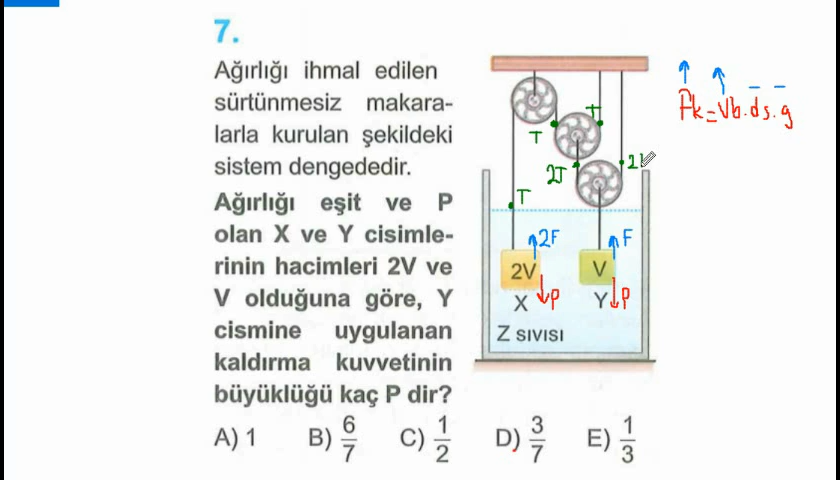 7.
Ağırlığı ihmal edilen
sürtünmesiz makara-
larla kurulan şekildeki
sistem dengededir.
Ağırlığı eşit ve P
olan X ve Y cisimle-
rinin hacimleri 2V ve
V olduğuna göre, Y
cismine uygulanan
kaldırma kuvvetinin
büyüklüğü kaç P dir?
A) 1 B) 6/7 C) 1/2 D) 3/7 E) 1/3
T
T
2T
T
2F
F
2V
V
P
P
X
Y
Z sıvısı
Fk=Vb.ds.g